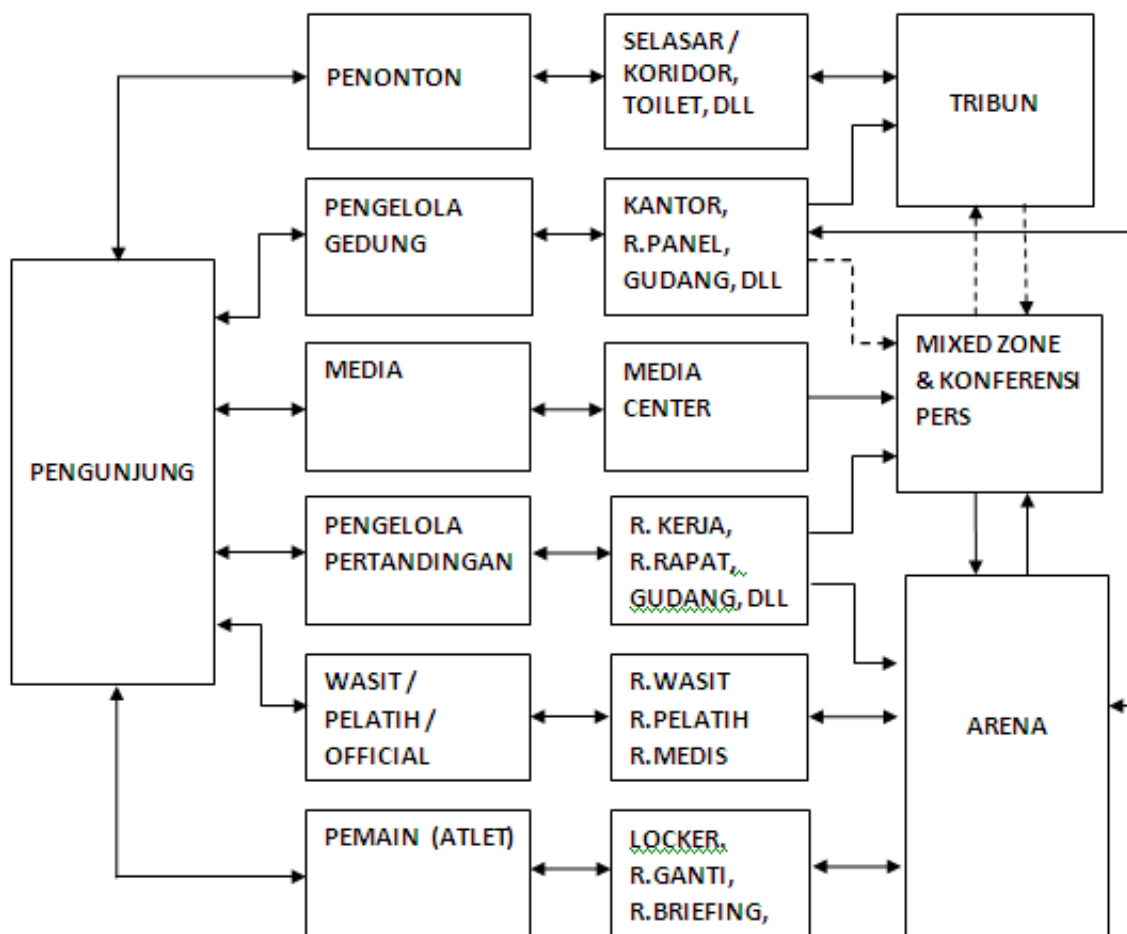 PENONTON
SELASAR /
KORIDOR,
TOILET, DLL
TRIBUN
PENGELOLA
GEDUNG
KANTOR,
R.PANEL,
GUDANG, DLL
PENGUNJUNG
MEDIA
MEDIA
CENTER
MIXED ZONE
& KONFERENSI
PERS
PENGELOLA
PERTANDINGAN
R. KERJA,
R.RAPAT,
GUDANG, DLL
WASIT /
PELATIH /
OFFICIAL
R.WASIT
R.PELATIH
R.MEDIS
ARENA
PEMAIN (ATLET)
LOCKER,
R.GANTI,
R.BRIEFING,